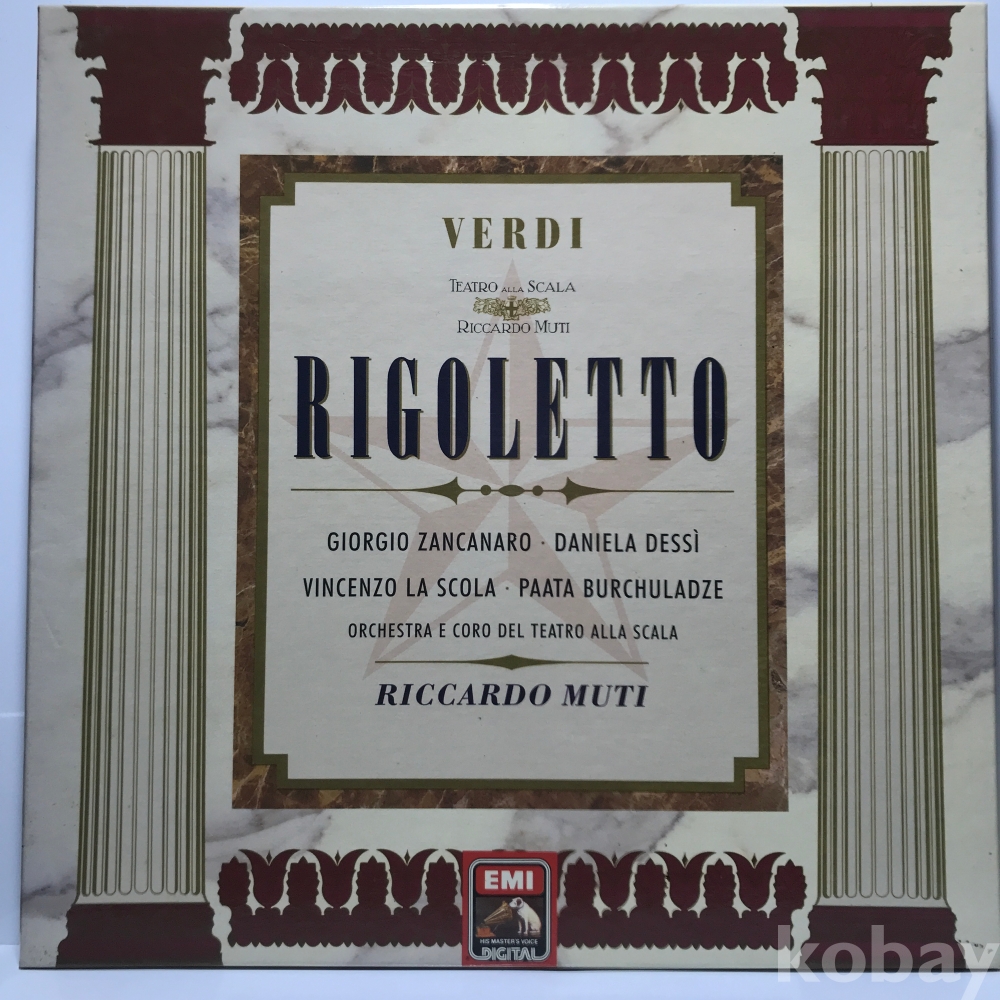 VERDI
TEATRO ALLA SCALA
RICCARDO MUTI
RIGOLETTO
GIORGIO ZANCANARO · DANIELA DESSÌ
VINCENZO LA SCOLA · PAATA BURCHULADZE
ORCHESTRA E CORO DEL TEATRO ALLA SCALA
RICCARDO MUTI
EMI
HIS MASTER'S VOICE
DIGITAL
kobay